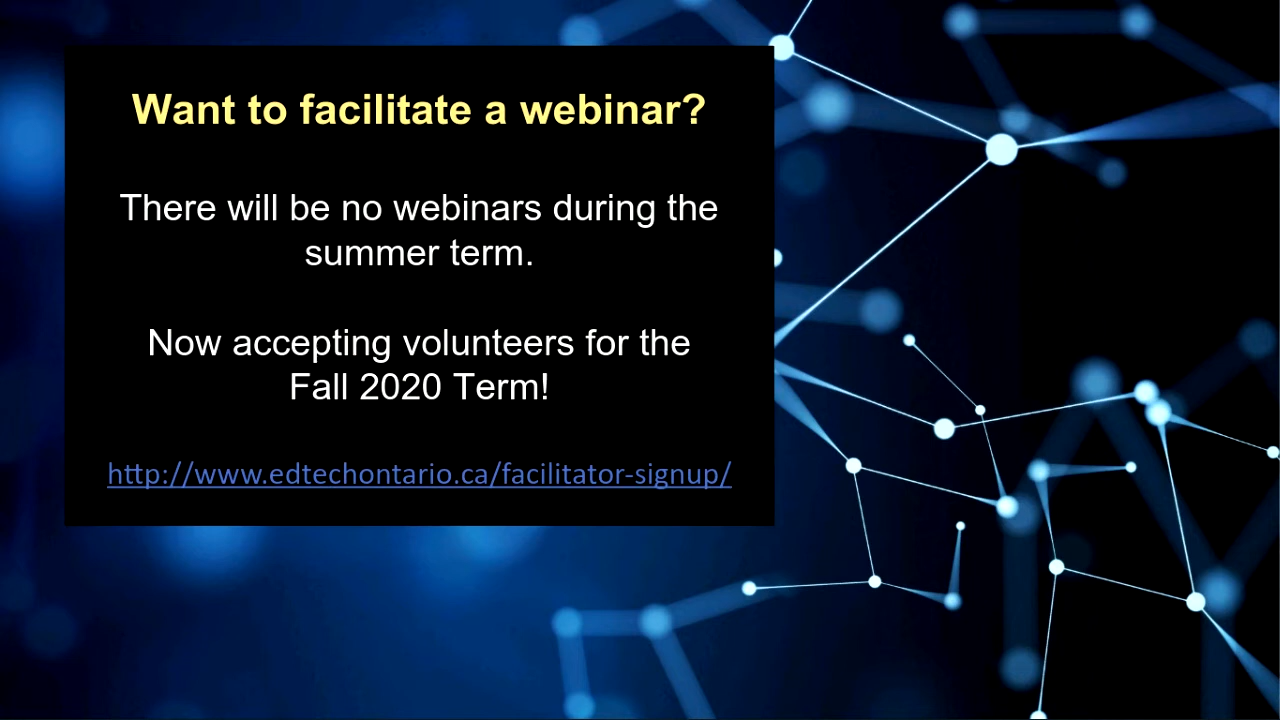 Want to facilitate a webinar?
There will be no webinars during the
summer term.
Now accepting volunteers for the
Fall 2020 Term!
http://www.edtechontario.ca/facilitator-signup/